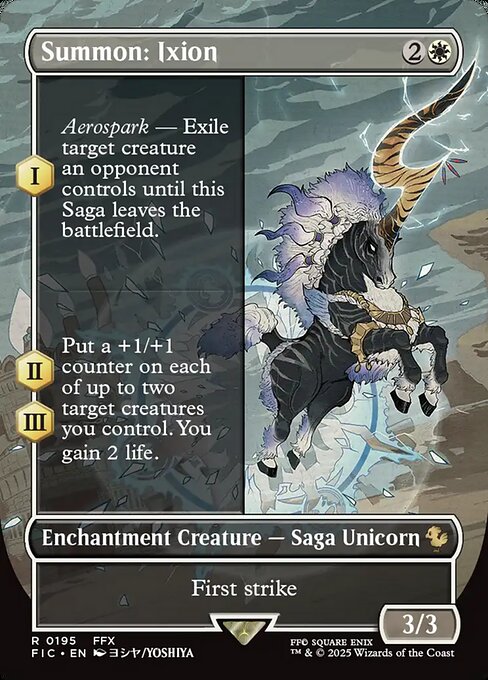 Summon: Ixion
2
I
Aerospark — Exile
target creature
an opponent
controls until this
Saga leaves the
battlefield.
II
III
Put a +1/+1
counter on each
of up to two
target creatures
you control. You
gain 2 life.
Enchantment Creature — Saga Unicorn
First strike
3/3
R 0195 FFX
FIC • EN ヨシヤ/YOSHIYA
FF© SQUARE ENIX
™ & © 2025 Wizards of the Coast